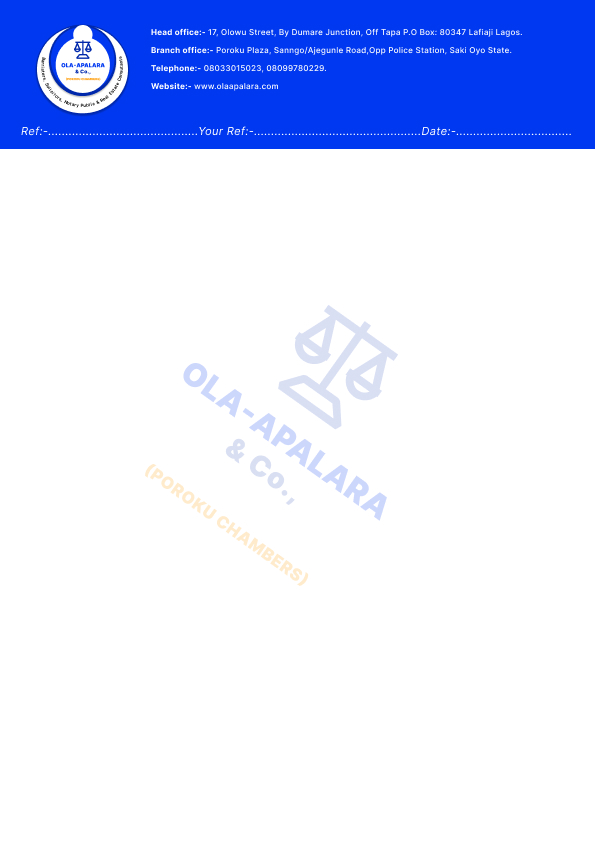 Head office:- 17, Olowu Street, By Dumare Junction, Off Tapa P.O Box: 80347 Lafiaji Lagos.
Branch office:- Poroku Plaza, Sanngo/Ajegunle Road,Opp Police Station, Saki Oyo State.
Telephone:- 08033015023, 08099780229.
Website:- www.olaapalara.com
OLA-APALARA
& Co.,
(POROKU CHAMBERS)
Barristers, Solicitors, Notary Public & Real Estate Consultants
Ref:-............................................Your Ref:-.................................................Date:-..................................
OLA-APALARA
& Co.,
(POROKU CHAMBERS)